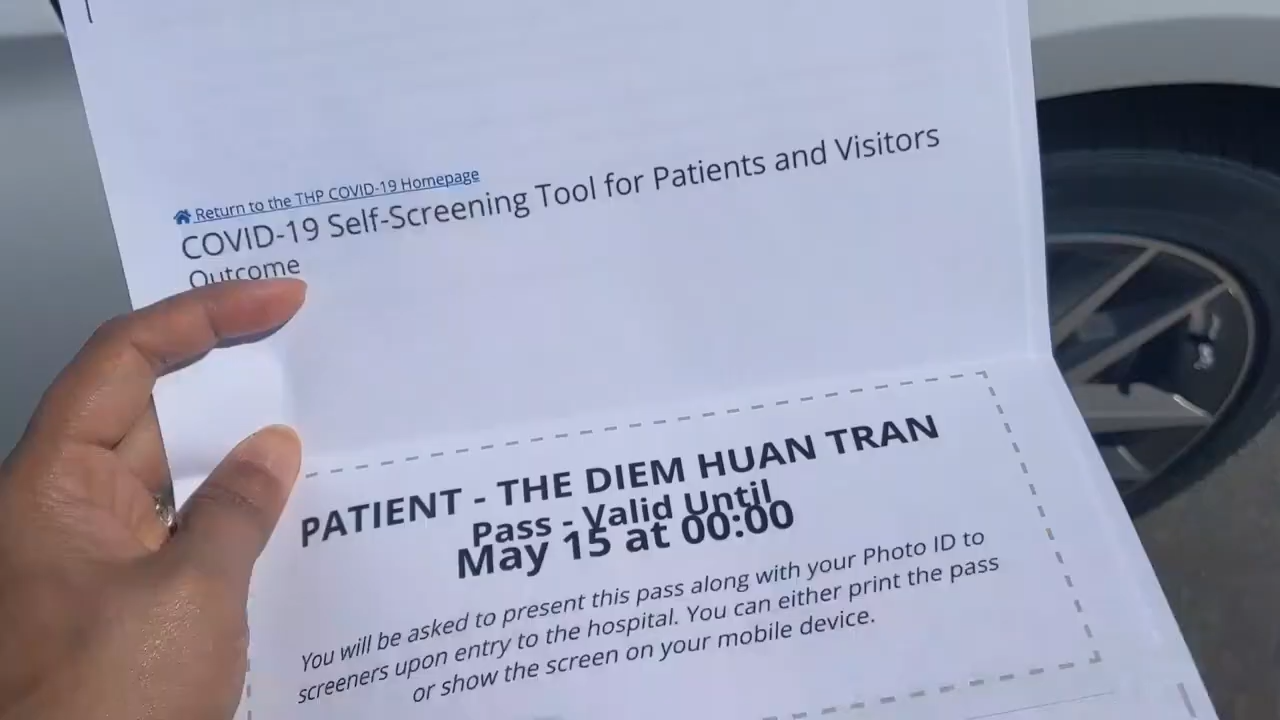 Return to the THP COVID-19 Homepage
COVID-19 Self-Screening Tool for Patients and Visitors
Outcome
PATIENT - THE DIEM HUAN TRAN
Pass - Valid Until
May 15 at 00:00
You will be asked to present this pass along with your Photo ID to
screeners upon entry to the hospital. You can either print the pass
or show the screen on your mobile device.